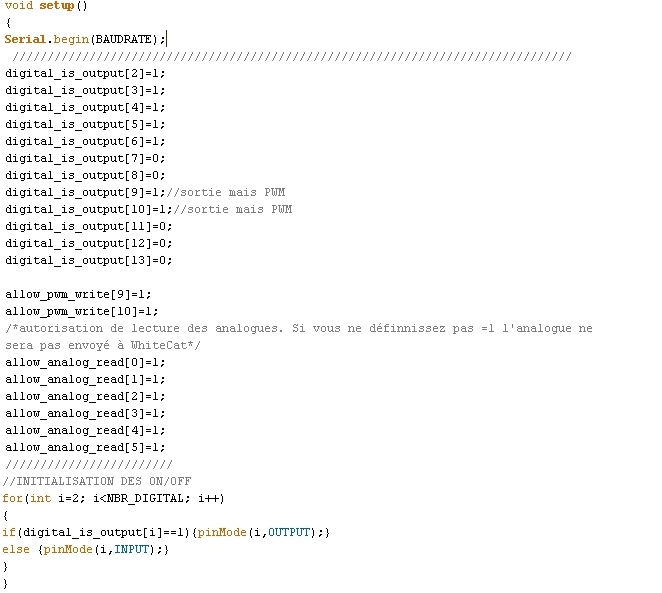 void setup()
{
Serial.begin(BAUDRATE);
////////////////////////////////////////////////////////////////////////////////
digital_is_output[2]=1;
digital_is_output[3]=1;
digital_is_output[4]=1;
digital_is_output[5]=1;
digital_is_output[6]=1;
digital_is_output[7]=0;
digital_is_output[8]=0;
digital_is_output[9]=1;//sortie mais PWM
digital_is_output[10]=1;//sortie mais PWM
digital_is_output[11]=0;
digital_is_output[12]=0;
digital_is_output[13]=0;
allow_pwm_write[9]=1;
allow_pwm_write[10]=1;
/*autorisation de lecture des analogues. Si vous ne définnissez pas =1 l'analogue ne
sera pas envoyé à WhiteCat*/
allow_analog_read[0]=1;
allow_analog_read[1]=1;
allow_analog_read[2]=1;
allow_analog_read[3]=1;
allow_analog_read[4]=1;
allow_analog_read[5]=1;
////////////////////////
//INITIALISATION DES ON/OFF
for(int i=2; i<NBR_DIGITAL; i++)
{
if(digital_is_output[i]==1){pinMode(i,OUTPUT);}
else {pinMode(i,INPUT);}
}
}